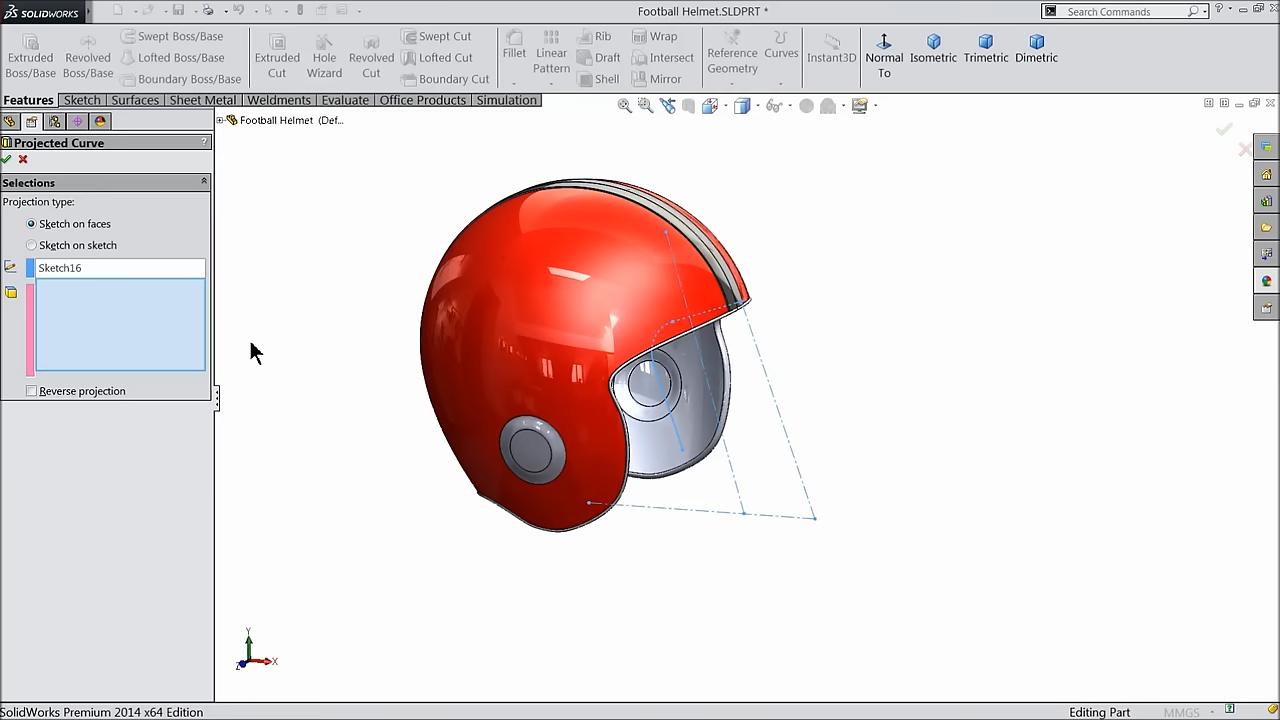 SOLIDWORKS
Football Helmet.SLDPRT *
Search Commands
Extruded Boss/Base
Revolved Boss/Base
Swept Boss/Base
Lofted Boss/Base
Boundary Boss/Base
Extruded Cut
Hole Wizard
Revolved Cut
Swept Cut
Lofted Cut
Boundary Cut
Fillet
Linear Pattern
Rib
Draft
Shell
Wrap
Intersect
Mirror
Reference Geometry
Curves
Instant3D
Normal To
Isometric
Trimetric
Dimetric
Features Sketch Surfaces Sheet Metal Weldments Evaluate Office Products Simulation
Football Helmet (Def...
Projected Curve ?
Selections
Projection type:
Sketch on faces
Sketch on sketch
Sketch16
Reverse projection
Y
X
Z
SolidWorks Premium 2014 x64 Edition
Editing Part
MMGS